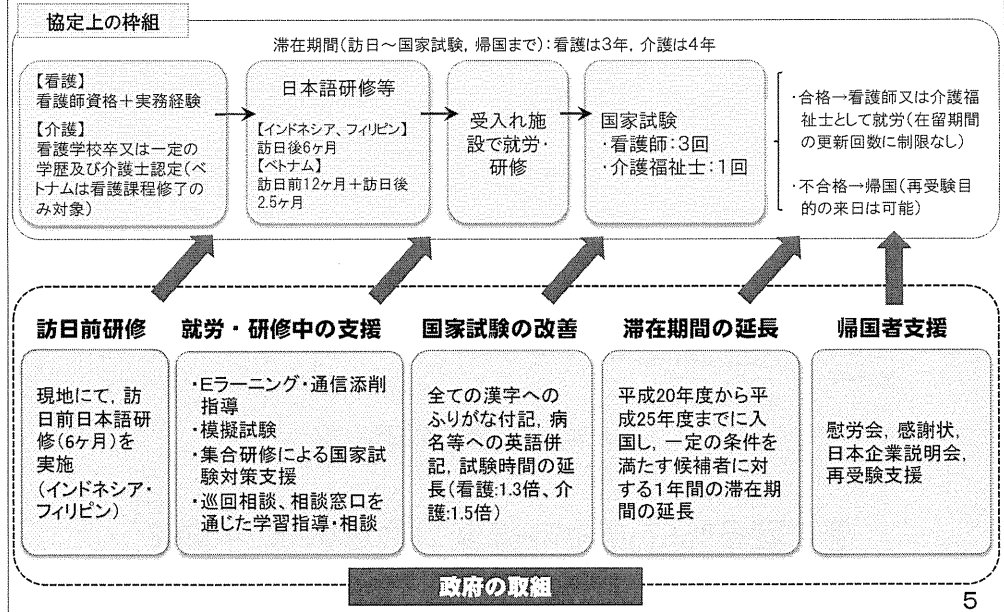 協定上の枠組
滞在期間(訪日～国家試験，帰国まで):看護は3年，介護は4年
【看護】
看護師資格＋実務経験
【介護】
看護学校卒又は一定の
学歴及び介護士認定(ベ
トナムは看護課程修了の
み対象)
日本語研修等
【インドネシア、フィリピン】
訪日後6ヶ月
【ベトナム】
訪日前12ヶ月＋訪日後
2.5ヶ月
受入れ施
設で就労・
研修
国家試験
・看護師:3回
・介護福祉士:1回
・合格→看護師又は介護福
祉士として就労(在留期間
の更新回数に制限なし)
・不合格→帰国(再受験目
的の来日は可能)
訪日前研修
現地にて，訪
日前日本語研
修(6ヶ月)を
実施
(インドネシア・
フィリピン)
就労・研修中の支援
・Eラーニング・通信添削
指導
・模擬試験
・集合研修による国家試
験対策支援
・巡回相談、相談窓口を
通じた学習指導・相談
国家試験の改善
全ての漢字への
ふりがな付記，病
名等への英語併
記，試験時間の延
長(看護:1.3倍、介
護:1.5倍)
滞在期間の延長
平成20年度から平
成25年度までに入
国し，一定の条件を
満たす候補者に対
する1年間の滞在期
間の延長
帰国者支援
慰労会，感謝状，
日本企業説明会，
再受験支援
政府の取組
5